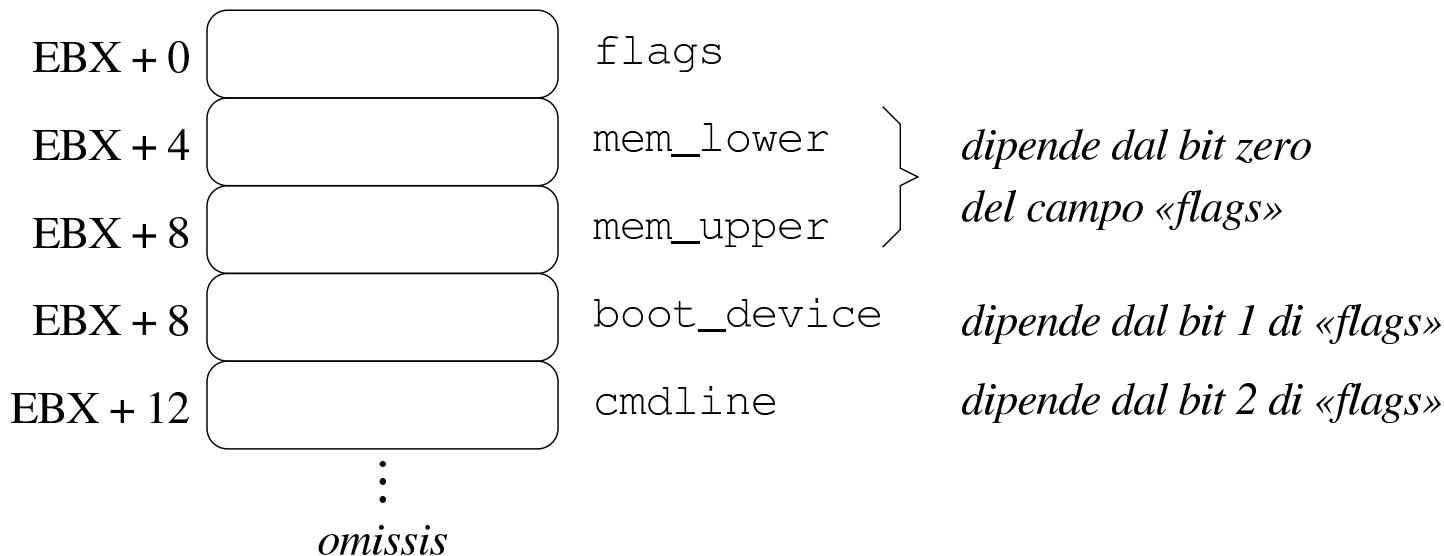 EBX + 0 flags
EBX + 4 mem_lower dipende dal bit zero
del campo «flags»
EBX + 8 mem_upper
EBX + 8 boot_device dipende dal bit 1 di «flags»
EBX + 12 cmdline dipende dal bit 2 di «flags»
omissis